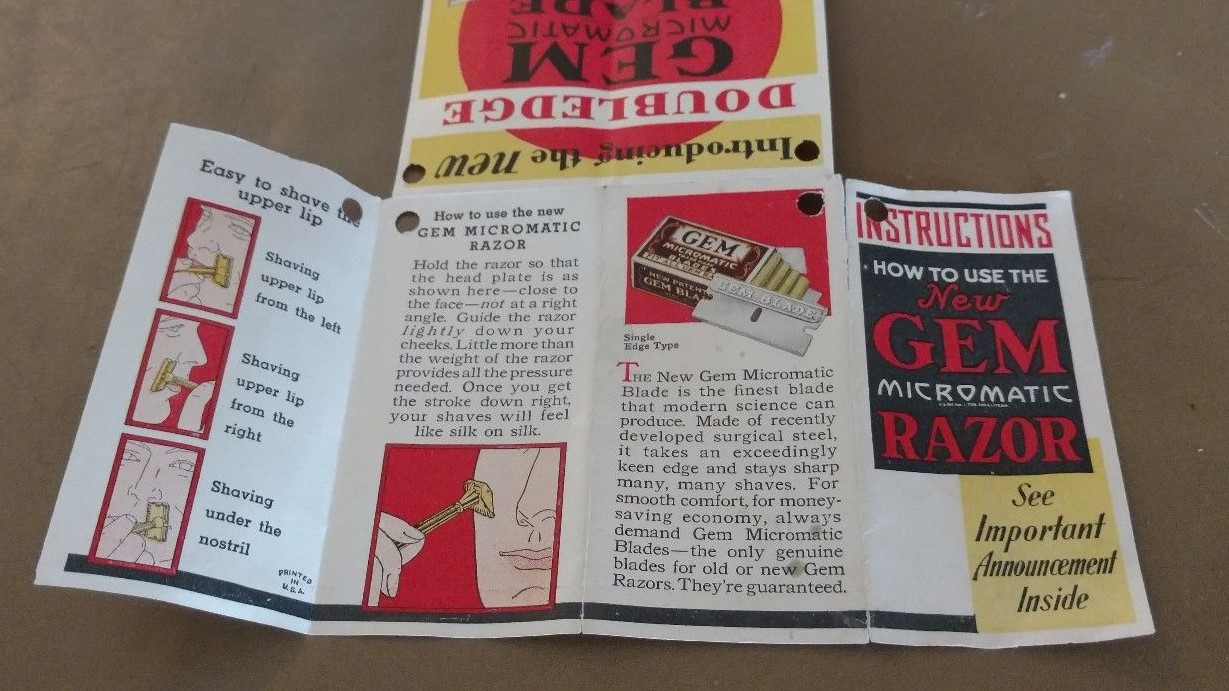 Introducing the new
DOUBLEDGE
GEM
MICROMATIC
BLADE
Easy to shave the
upper lip
Shaving
upper lip
from the left
Shaving
upper lip
from the
right
Shaving
under the
nostril
PRINTED
IN
U.S.A.
How to use the new
GEM MICROMATIC
RAZOR
Hold the razor so that
the head plate is as
shown here—close to
the face—not at a right
angle. Guide the razor
lightly down your
cheeks. Little more than
the weight of the razor
provides all the pressure
needed. Once you get
the stroke down right,
your shaves will feel
like silk on silk.
GEM
MICROMATIC
BLADES
NEW PATENT
GEM BLA
GEM BLADE
Single
Edge Type
THE New Gem Micromatic
Blade is the finest blade
that modern science can
produce. Made of recently
developed surgical steel,
it takes an exceedingly
keen edge and stays sharp
many, many shaves. For
smooth comfort, for money-
saving economy, always
demand Gem Micromatic
Blades—the only genuine
blades for old or new Gem
Razors. They're guaranteed.
INSTRUCTIONS
HOW TO USE THE
New
GEM
MICROMATIC
RAZOR
See
Important
Announcement
Inside